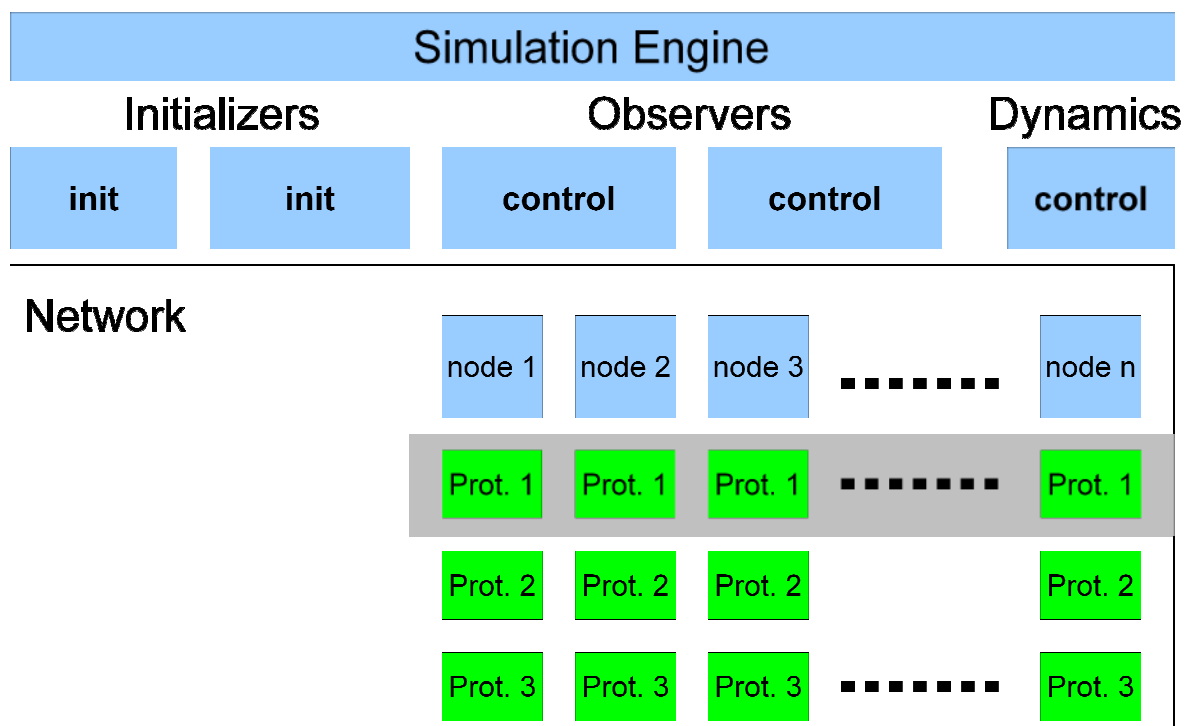 Simulation Engine
Initializers Observers Dynamics
init init control control control
Network
node 1 node 2 node 3 node n
Prot. 1 Prot. 1 Prot. 1 Prot. 1
Prot. 2 Prot. 2 Prot. 2 Prot. 2
Prot. 3 Prot. 3 Prot. 3 Prot. 3